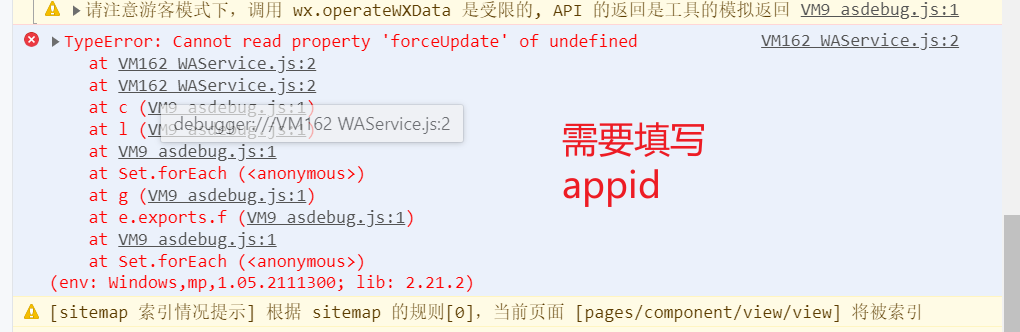 ▸请注意游客模式下，调用 wx.operateWXData 是受限的, API 的返回是工具的模拟返回 VM9 asdebug.js:1
▸TypeError: Cannot read property 'forceUpdate' of undefined VM162 WAService.js:2
at VM162 WAService.js:2
at VM162 WAService.js:2
at c (VM9 asdebug.js:1)
debugger:///VM162 WAService.js:2
at l (VM9 asdebug.js:1)
at VM9 asdebug.js:1
at Set.forEach (<anonymous>)
at g (VM9 asdebug.js:1)
at e.exports.f (VM9 asdebug.js:1)
at VM9 asdebug.js:1
at Set.forEach (<anonymous>)
(env: Windows,mp,1.05.2111300; lib: 2.21.2)
需要填写
appid
[sitemap 索引情况提示] 根据 sitemap 的规则[0]，当前页面 [pages/component/view/view] 将被索引